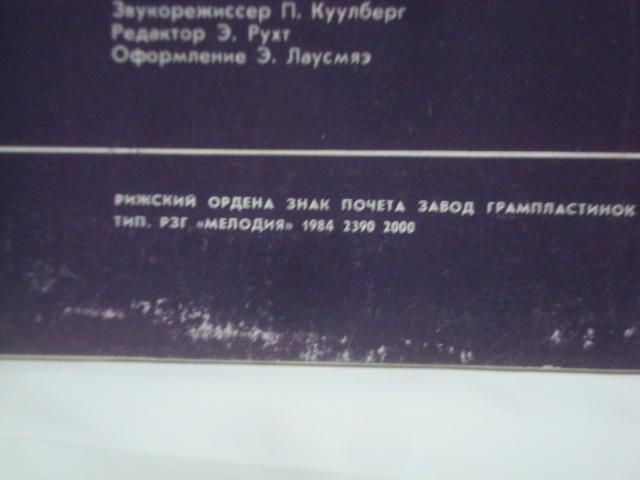 Звукорежиссер П. Куулберг
Редактор Э. Рухт
Оформление Э. Лаусмяэ
РИЖСКИЙ ОРДЕНА ЗНАК ПОЧЕТА ЗАВОД ГРАМПЛАСТИНОК
ТИП. РЗГ «МЕЛОДИЯ» 1984 2390 2000